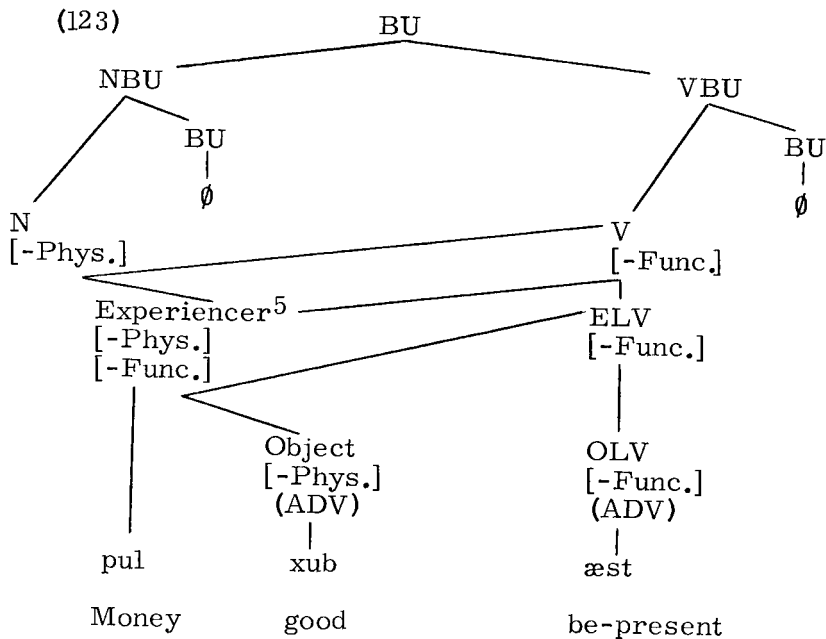 (123) BU
NBU VBU
BU BU
∅ ∅
N V
[-Phys.] [-Func.]
Experiencer5 ELV
[-Phys.] [-Func.]
[-Func.]
Object OLV
[-Phys.] [-Func.]
(ADV) (ADV)
pul xub æst
Money good be-present